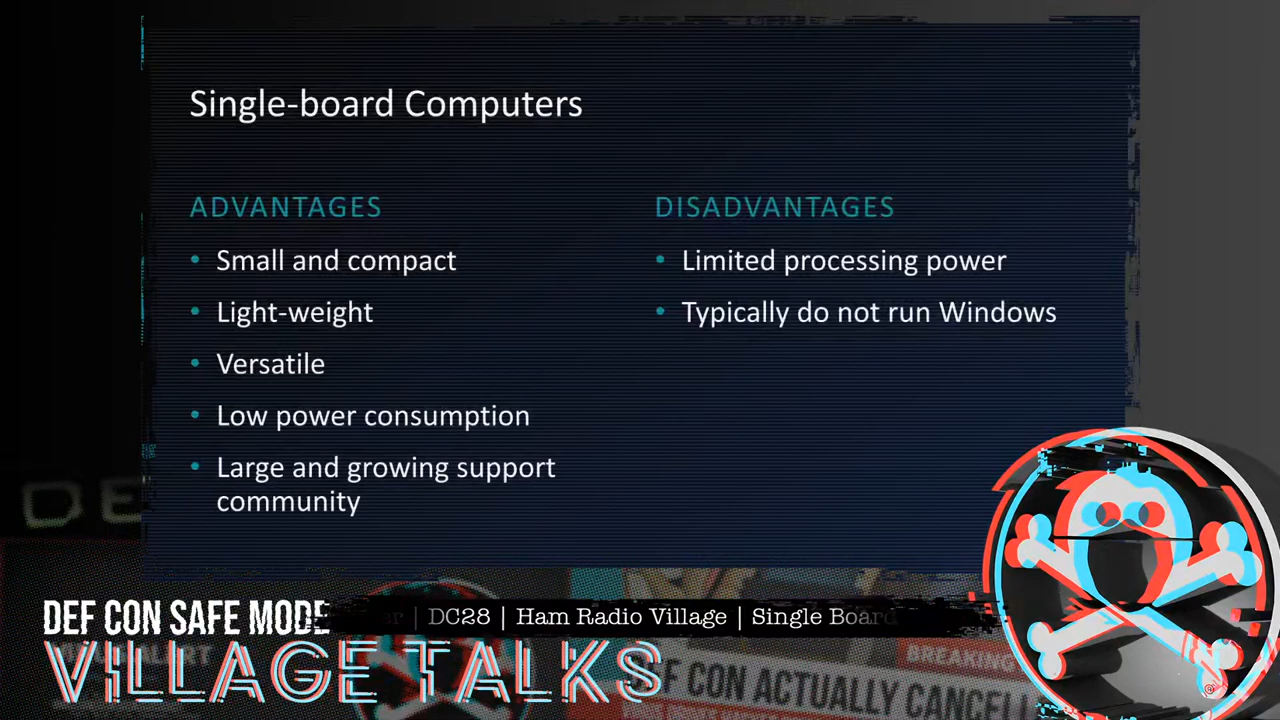 Single-board Computers
ADVANTAGES
• Small and compact
• Light-weight
• Versatile
• Low power consumption
• Large and growing support
community
DISADVANTAGES
• Limited processing power
• Typically do not run Windows
DEF CON SAFE MODE
| DC28 | Ham Radio Village | Single Board
VILLAGE TALKS
BREAKING
DEF CON ACTUALLY CANCELL